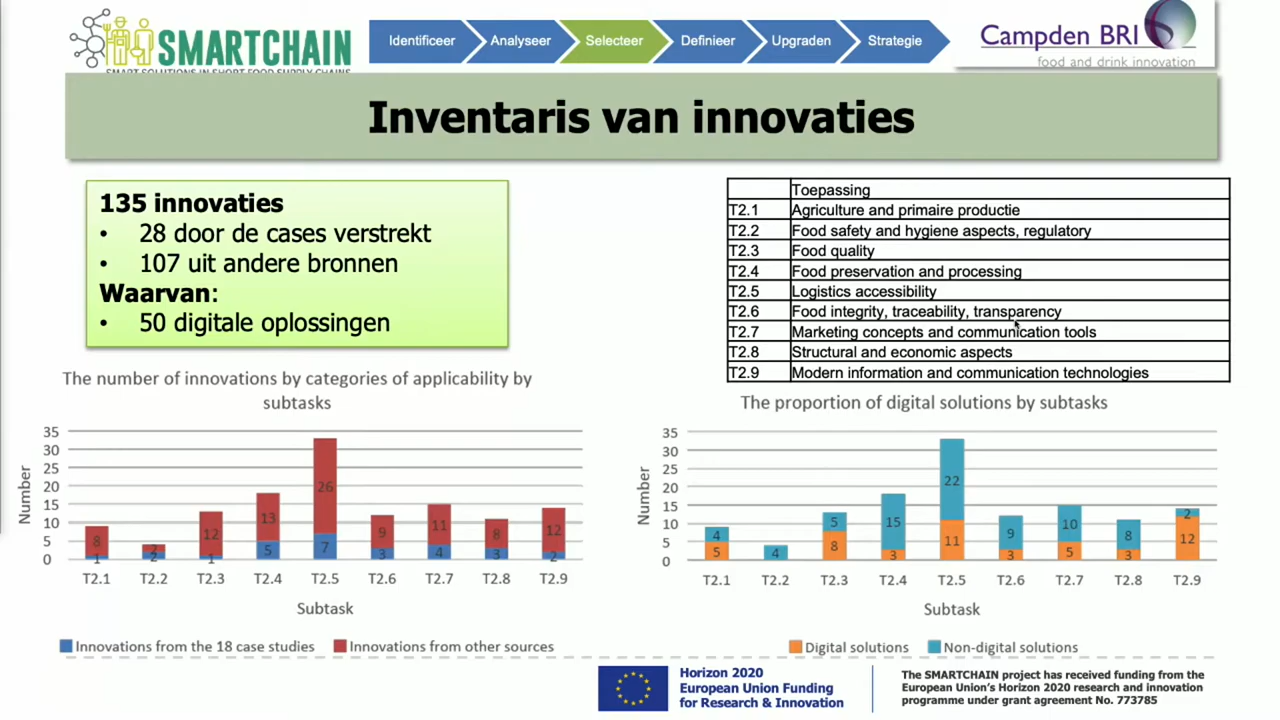 SMARTCHAIN
SMART SOLUTIONS IN SHORT FOOD SUPPLY CHAINS
Identificeer
Analyseer
Selecteer
Definieer
Upgraden
Strategie
Campden BRI
food and drink innovation
Inventaris van innovaties
135 innovaties
• 28 door de cases verstrekt
• 107 uit andere bronnen
Waarvan:
• 50 digitale oplossingen
Toepassing
T2.1 Agriculture and primaire productie
T2.2 Food safety and hygiene aspects, regulatory
T2.3 Food quality
T2.4 Food preservation and processing
T2.5 Logistics accessibility
T2.6 Food integrity, traceability, transparency
T2.7 Marketing concepts and communication tools
T2.8 Structural and economic aspects
T2.9 Modern information and communication technologies
The number of innovations by categories of applicability by
subtasks
Number
35
30
25
20
15
10
5
0
8 2 12 13 26 9 11 8 12
1 2 1 5 7 3 4 3 2
T2.1 T2.2 T2.3 T2.4 T2.5 T2.6 T2.7 T2.8 T2.9
Subtask
Innovations from the 18 case studies
Innovations from other sources
The proportion of digital solutions by subtasks
Number
35
30
25
20
15
10
5
0
4 4 5 15 22 9 10 8 2
5 8 3 11 3 5 3 12
T2.1 T2.2 T2.3 T2.4 T2.5 T2.6 T2.7 T2.8 T2.9
Subtask
Digital solutions
Non-digital solutions
Horizon 2020
European Union Funding
for Research & Innovation
The SMARTCHAIN project has received funding from the
European Union's Horizon 2020 research and innovation
programme under grant agreement No. 773785